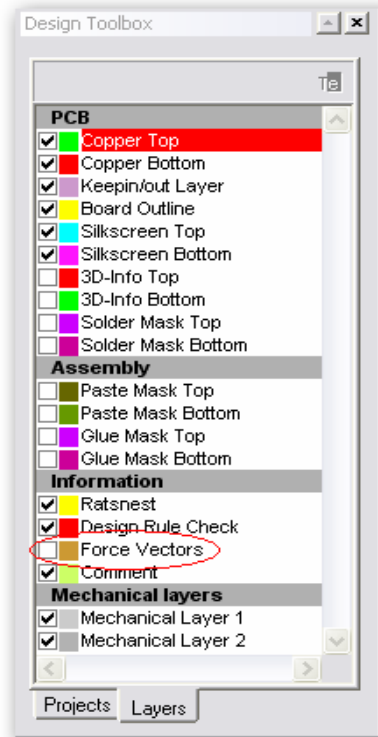 Design Toolbox
Te
PCB
Copper Top
Copper Bottom
Keepin/out Layer
Board Outline
Silkscreen Top
Silkscreen Bottom
3D-Info Top
3D-Info Bottom
Solder Mask Top
Solder Mask Bottom
Assembly
Paste Mask Top
Paste Mask Bottom
Glue Mask Top
Glue Mask Bottom
Information
Ratsnest
Design Rule Check
Force Vectors
Comment
Mechanical layers
Mechanical Layer 1
Mechanical Layer 2
Projects Layers